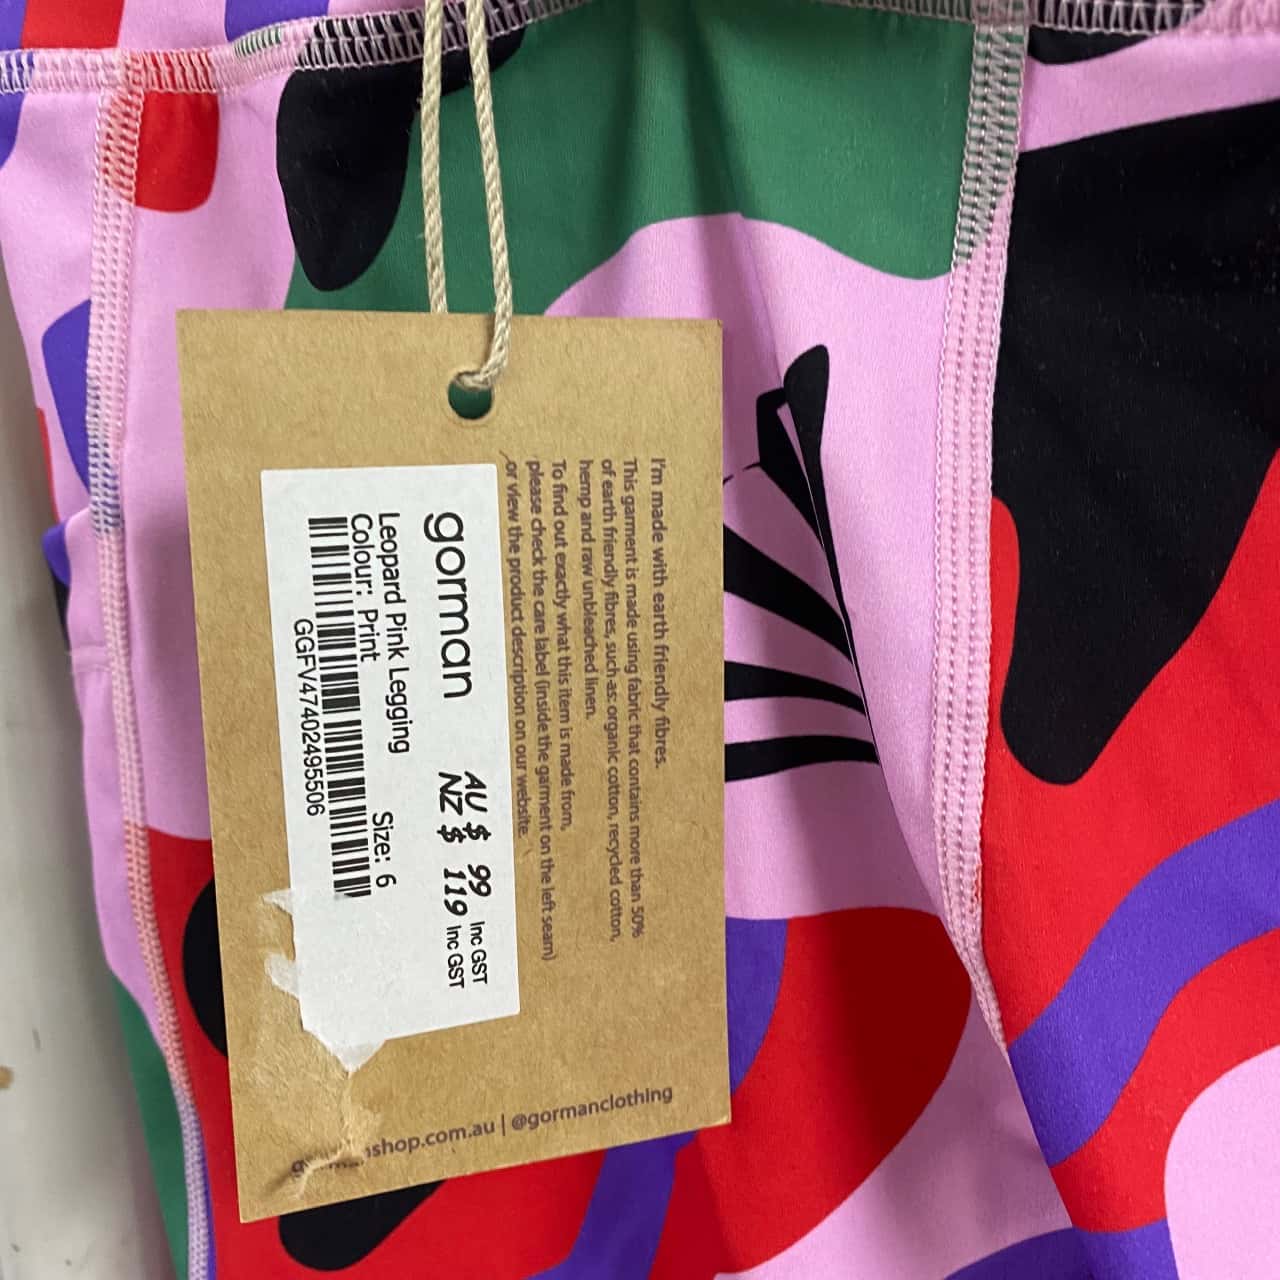 I'm made with earth friendly fibres.
This garment is made using fabric that contains more than 50%
of earth friendly fibres, such as: organic cotton, recycled cotton,
hemp and raw unbleached linen.
To find out exactly what this item is made from,
please check the care label (inside the garment on the left seam)
or view the product description on our website.
gorman AU $ 99 Inc GST
NZ $ 119 Inc GST
Leopard Pink Legging
Colour: Print Size: 6
GGFV47402495506
shop.com.au | @gormanclothing